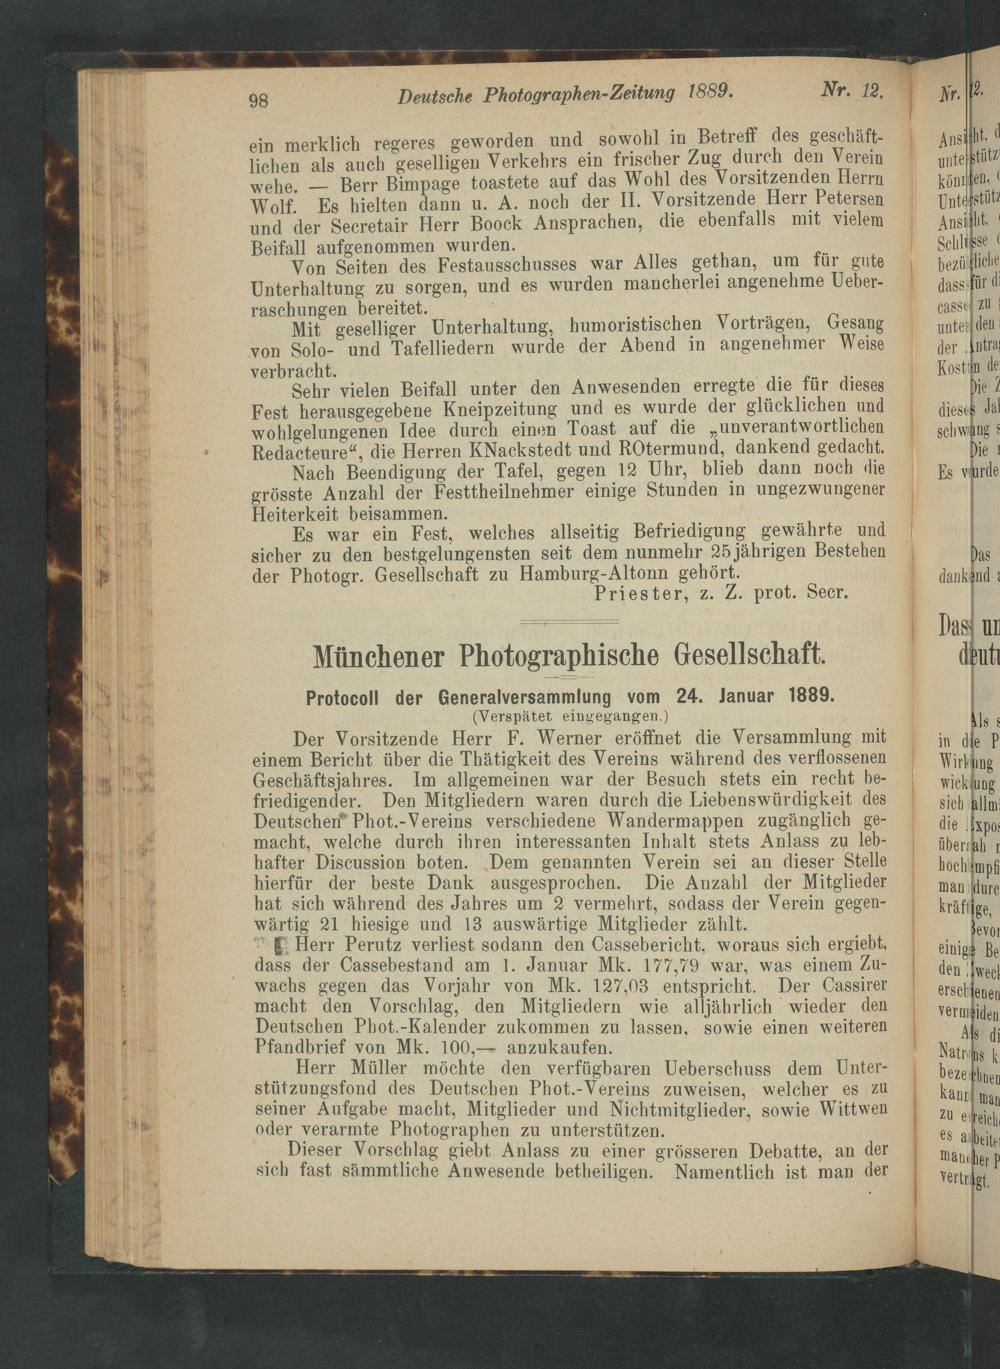 98 Deutsche Photographen-Zeitung 1889. Nr. 12.
ein merklich regeres geworden und sowohl in Betreff des geschäft-
lichen als auch geselligen Verkehrs ein frischer Zug durch den Verein
wehe. — Berr Bimpage toastete auf das Wohl des Vorsitzenden Herrn
Wolf. Es hielten dann u. A. noch der II. Vorsitzende Herr Petersen
und der Secretair Herr Boock Ansprachen, die ebenfalls mit vielem
Beifall aufgenommen wurden.
Von Seiten des Festausschusses war Alles gethan, um für gute
Unterhaltung zu sorgen, und es wurden mancherlei angenehme Ueber-
raschungen bereitet.
Mit geselliger Unterhaltung, humoristischen Vorträgen, Gesang
von Solo- und Tafelliedern wurde der Abend in angenehmer Weise
verbracht.
Sehr vielen Beifall unter den Anwesenden erregte die für dieses
Fest herausgegebene Kneipzeitung und es wurde der glücklichen und
wohlgelungenen Idee durch einen Toast auf die „unverantwortlichen
Redacteure“, die Herren KNackstedt und ROtermund, dankend gedacht.
Nach Beendigung der Tafel, gegen 12 Uhr, blieb dann noch die
grösste Anzahl der Festtheilnehmer einige Stunden in ungezwungener
Heiterkeit beisammen.
Es war ein Fest, welches allseitig Befriedigung gewährte und
sicher zu den bestgelungensten seit dem nunmehr 25jährigen Bestehen
der Photogr. Gesellschaft zu Hamburg-Altonn gehört.
Priester, z. Z. prot. Secr.
Münchener Photographische Gesellschaft.
Protocoll der Generalversammlung vom 24. Januar 1889.
(Verspätet eingegangen.)
Der Vorsitzende Herr F. Werner eröffnet die Versammlung mit
einem Bericht über die Thätigkeit des Vereins während des verflossenen
Geschäftsjahres. Im allgemeinen war der Besuch stets ein recht be-
friedigender. Den Mitgliedern waren durch die Liebenswürdigkeit des
Deutschen Phot.-Vereins verschiedene Wandermappen zugänglich ge-
macht, welche durch ihren interessanten Inhalt stets Anlass zu leb-
hafter Discussion boten. Dem genannten Verein sei an dieser Stelle
hierfür der beste Dank ausgesprochen. Die Anzahl der Mitglieder
hat sich während des Jahres um 2 vermehrt, sodass der Verein gegen-
wärtig 21 hiesige und 13 auswärtige Mitglieder zählt.
Herr Perutz verliest sodann den Cassebericht, woraus sich ergiebt,
dass der Cassebestand am 1. Januar Mk. 177,79 war, was einem Zu-
wachs gegen das Vorjahr von Mk. 127,03 entspricht. Der Cassirer
macht den Vorschlag, den Mitgliedern wie alljährlich wieder den
Deutschen Phot.-Kalender zukommen zu lassen, sowie einen weiteren
Pfandbrief von Mk. 100,— anzukaufen.
Herr Müller möchte den verfügbaren Ueberschuss dem Unter-
stützungsfond des Deutschen Phot.-Vereins zuweisen, welcher es zu
seiner Aufgabe macht, Mitglieder und Nichtmitglieder, sowie Wittwen
oder verarmte Photographen zu unterstützen.
Dieser Vorschlag giebt Anlass zu einer grösseren Debatte, an der
sich fast sämmtliche Anwesende betheiligen. Namentlich ist man der